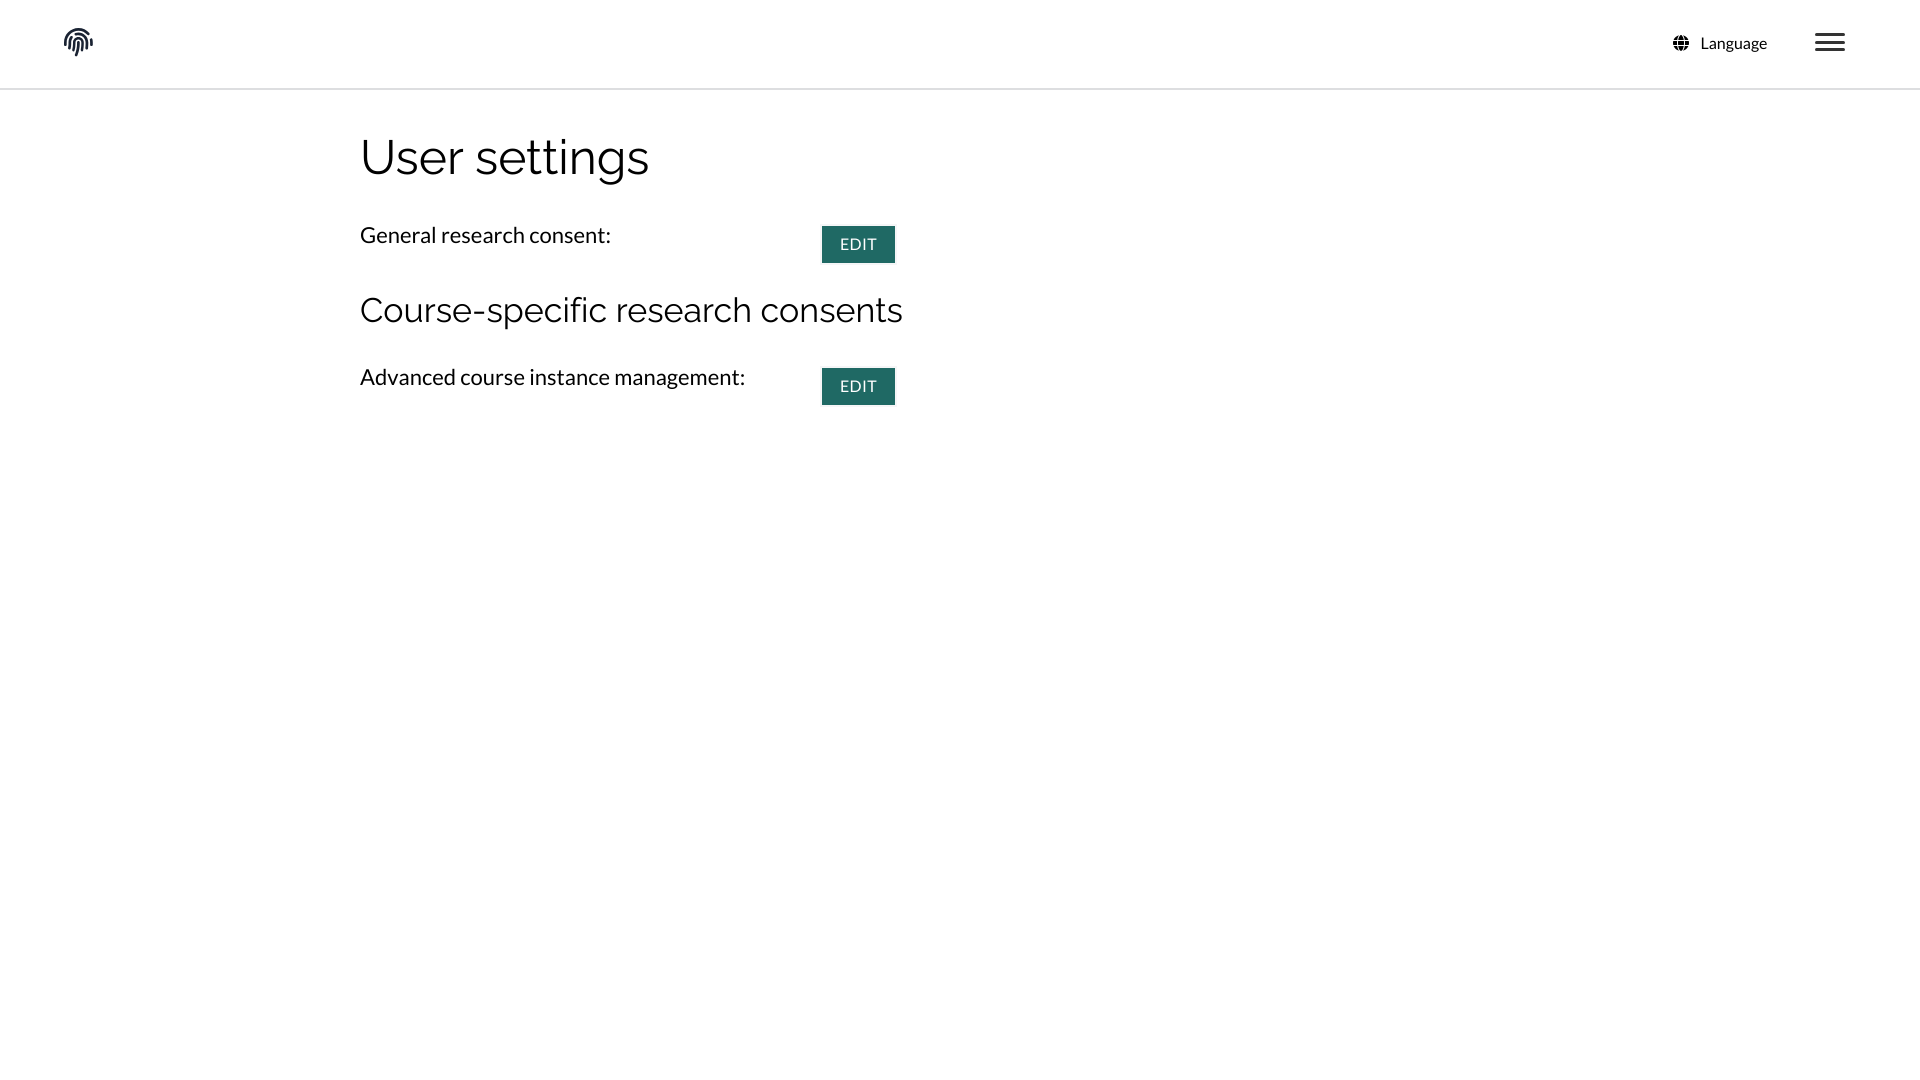 Language
User settings
General research consent:
EDIT
Course-specific research consents
Advanced course instance management:
EDIT